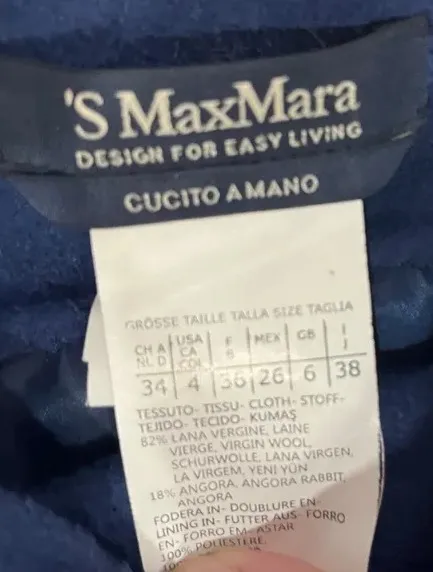 'S MaxMara
DESIGN FOR EASY LIVING
CUCITO A MANO
GRÖSSE TAILLE TALLA SIZE TAGLIA
CH A USA F MEX GB I
NL D CA B J
COL
34 4 36 26 6 38
TESSUTO- TISSU- CLOTH- STOFF-
TEJIDO- TECIDO- KUMAŞ
82% LANA VERGINE, LAINE
VIERGE, VIRGIN WOOL,
SCHURWOLLE, LANA VIRGEN,
LÃ VIRGEM, YENI YÜN
18% ANGORA, ANGORA RABBIT,
ANGORA
FODERA IN- DOUBLURE EN-
LINING IN- FUTTER AUS- FORRO
EN- FORRO EM- ASTAR
100% POLIESTERE,